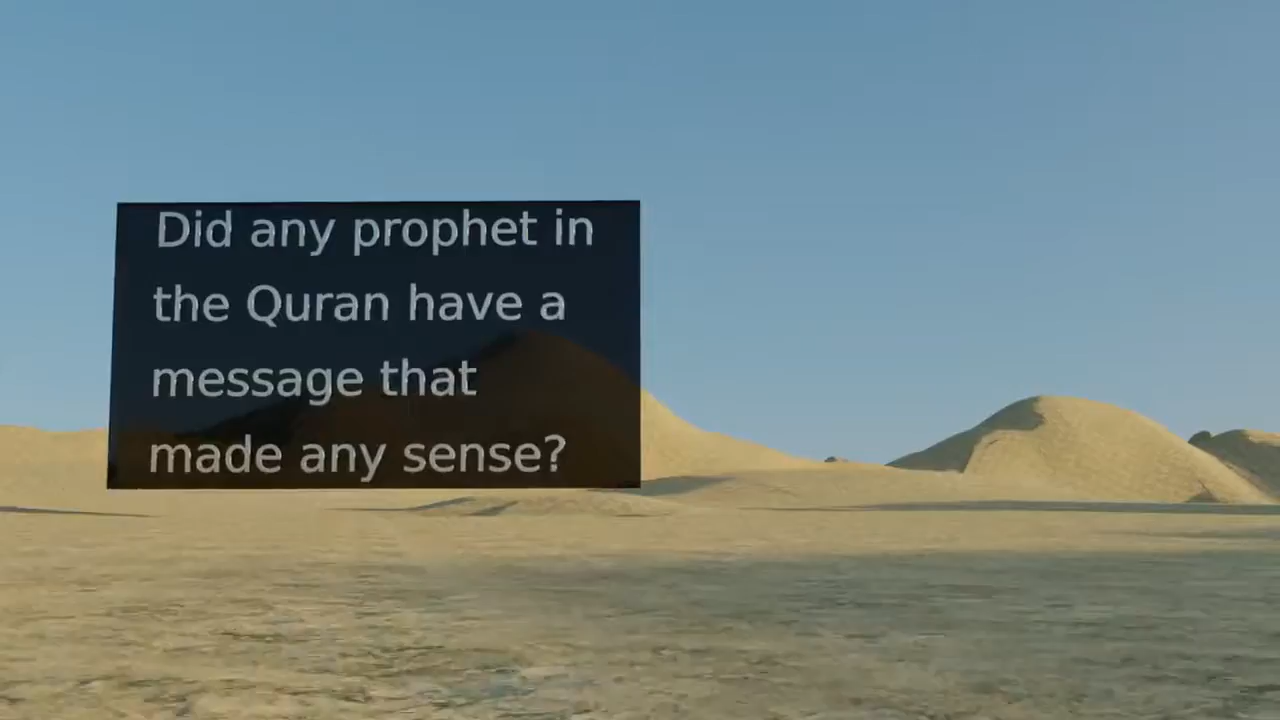 Did any prophet in
the Quran have a
message that
made any sense?